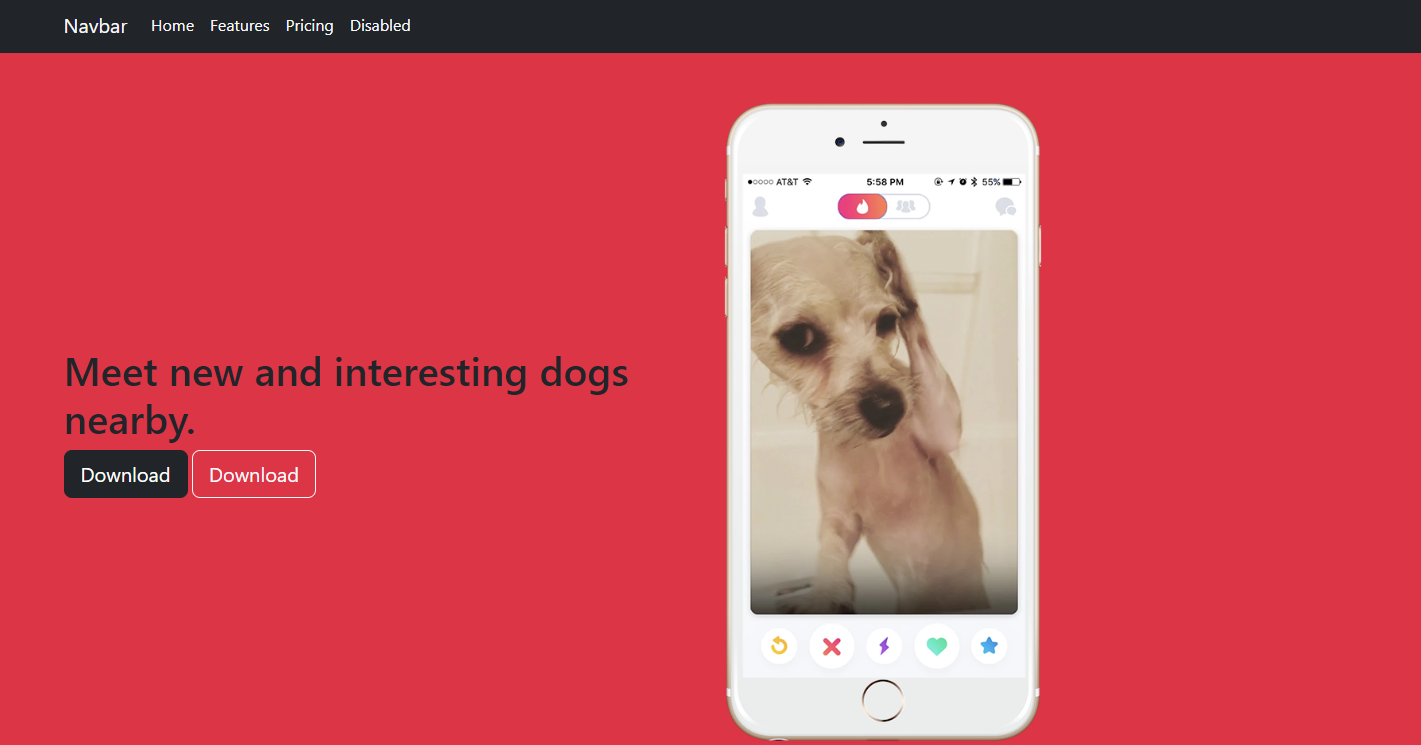 Navbar Home Features Pricing Disabled
AT&T 5:58 PM 55%
Meet new and interesting dogs
nearby.
Download Download